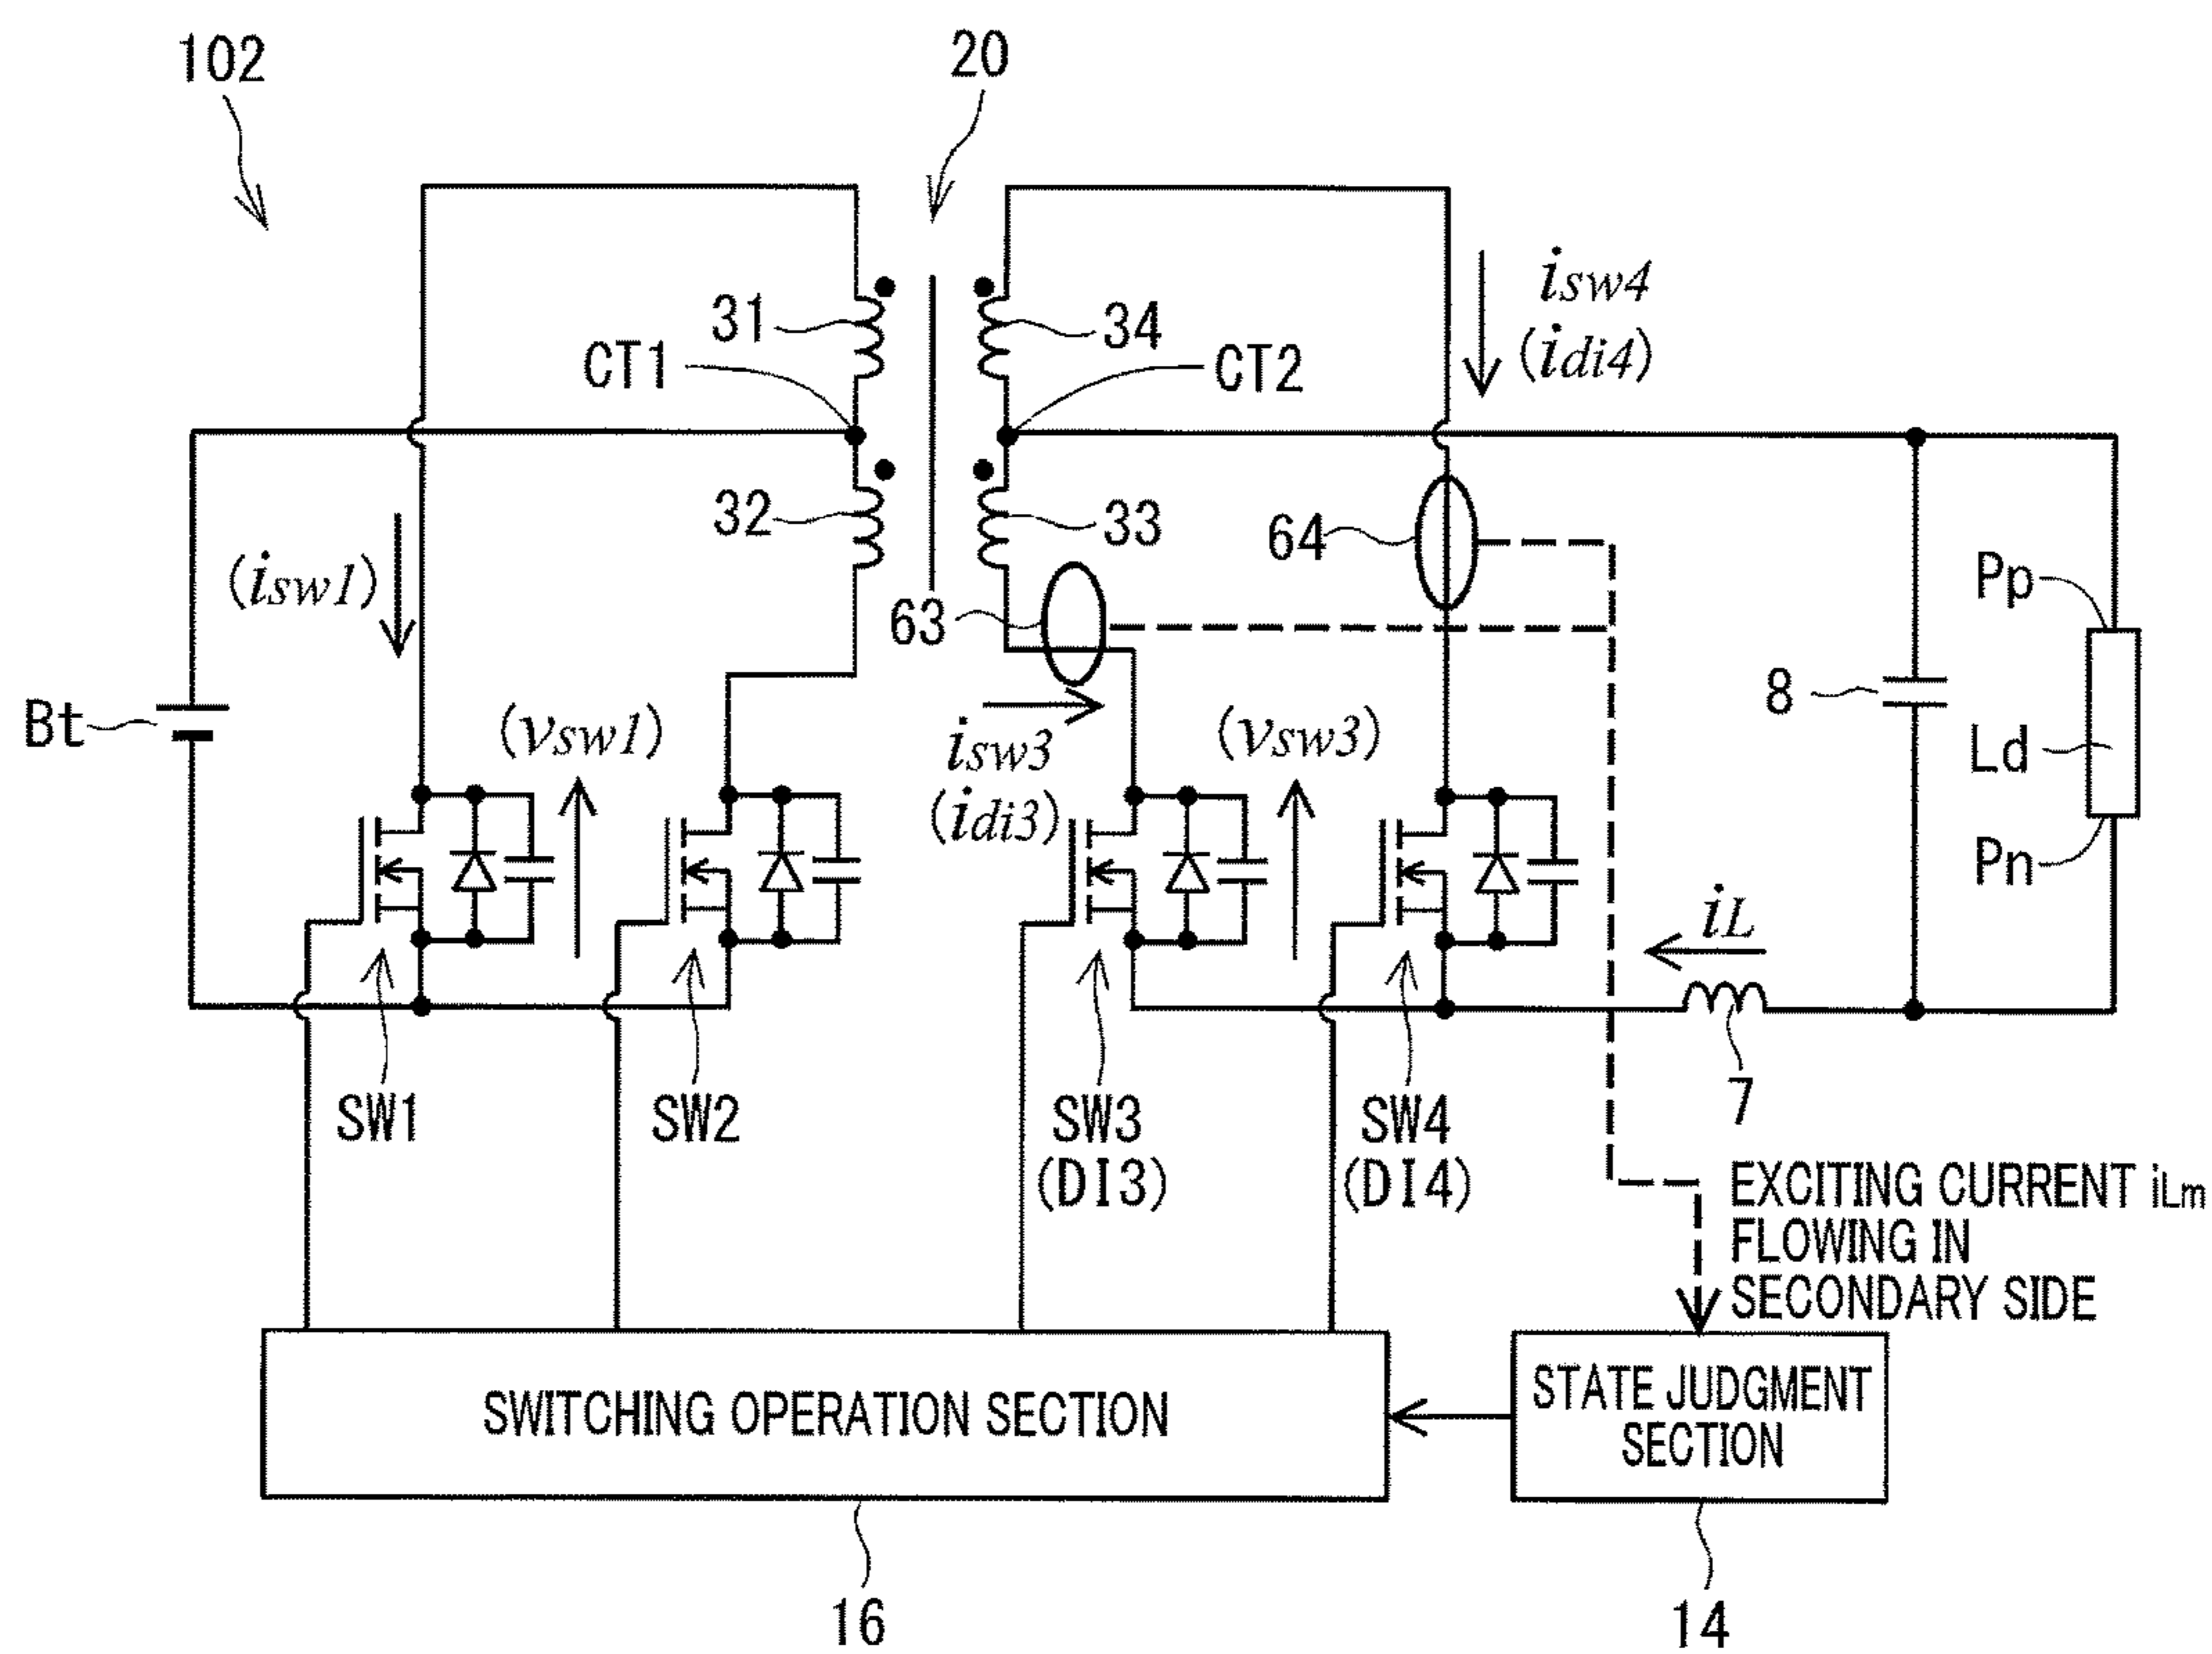 102
20
31
34
CT1
CT2
isw4
(idi4)
32
33
64
(isw1)
63
Pp
8
Bt
(vsw1)
isw3
(idi3)
(vsw3)
Ld
Pn
iL
SW1
SW2
SW3
(DI3)
SW4
(DI4)
7
EXCITING CURRENT iLm
FLOWING IN
SECONDARY SIDE
SWITCHING OPERATION SECTION
STATE JUDGMENT
SECTION
16
14